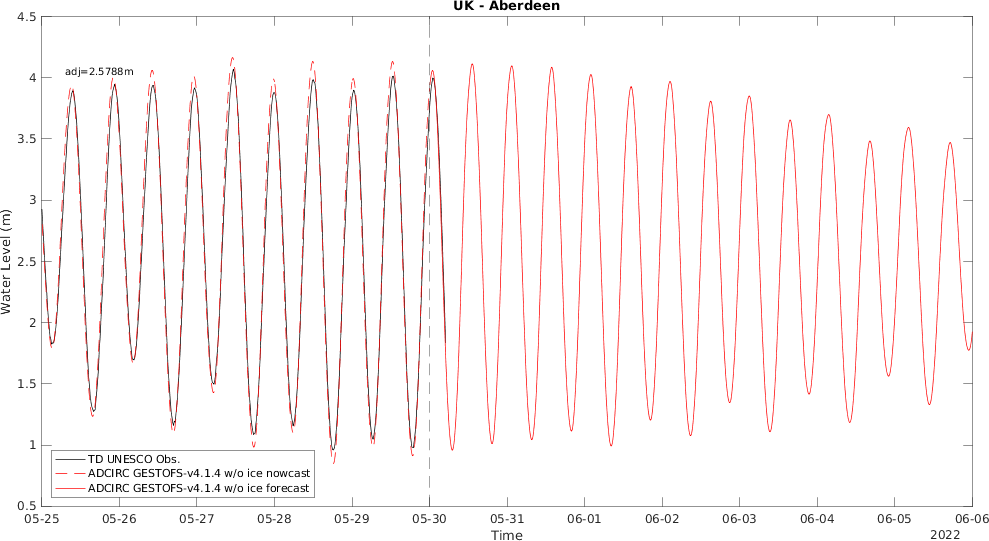 UK - Aberdeen
adj=2.5788m
4.5
4
3.5
3
2.5
2
1.5
1
0.5
Water Level (m)
TD UNESCO Obs.
ADCIRC GESTOFS-v4.1.4 w/o ice nowcast
ADCIRC GESTOFS-v4.1.4 w/o ice forecast
05-25 05-26 05-27 05-28 05-29 05-30 05-31 06-01 06-02 06-03 06-04 06-05 06-06
Time
2022